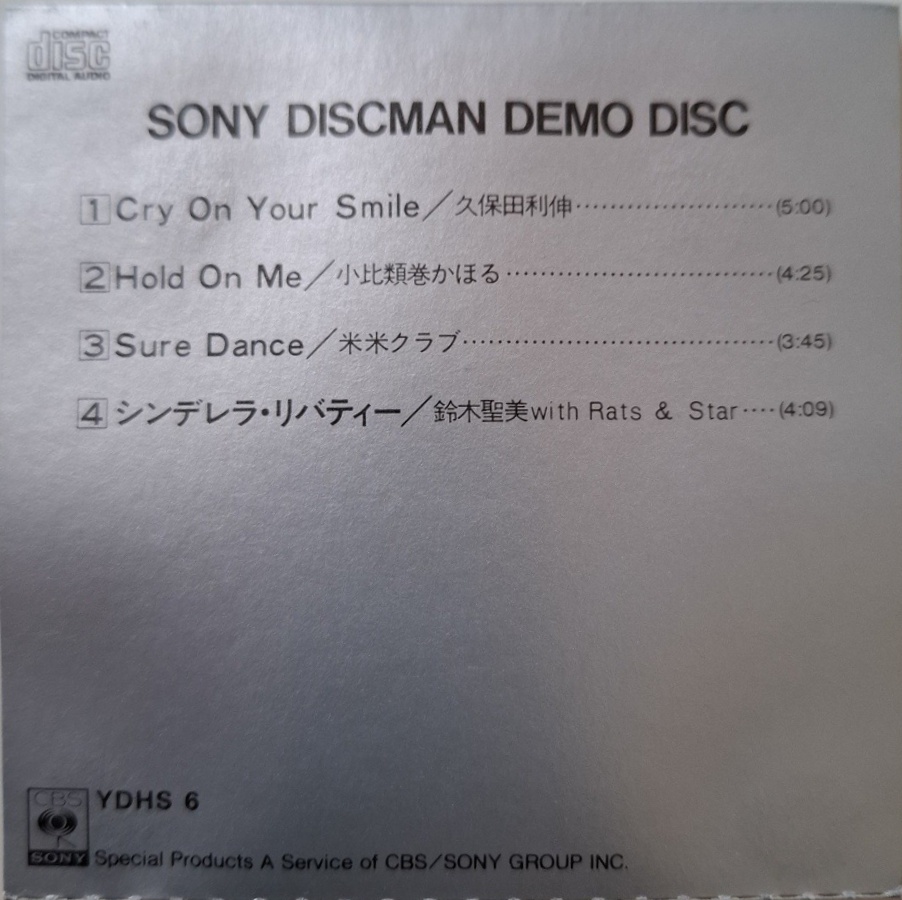 COMPACT
disc
DIGITAL AUDIO
SONY DISCMAN DEMO DISC
1 Cry On Your Smile／久保田利伸……………………(5:00)
2 Hold On Me／小比類巻かほる……………………………(4:25)
3 Sure Dance／米米クラブ…………………………………(3:45)
4 シンデレラ・リバティー／鈴木聖美with Rats & Star‥‥(4:09)
CBS
SONY
YDHS 6
Special Products A Service of CBS/SONY GROUP INC.